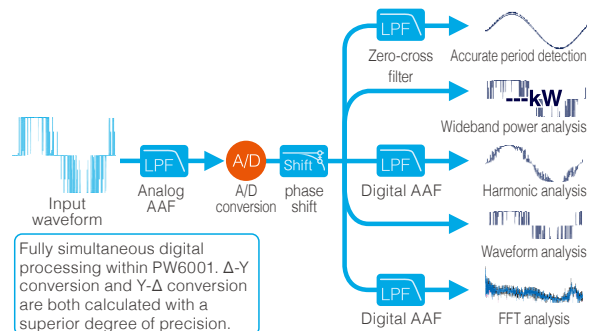 LPF
Zero-cross
filter
Accurate period detection
---kW
Wideband power analysis
Input
waveform
LPF
Analog
AAF
A/D
A/D
conversion
Shift
phase
shift
LPF
Digital AAF
Harmonic analysis
Waveform analysis
LPF
Digital AAF
FFT analysis
Fully simultaneous digital
processing within PW6001. Δ-Y
conversion and Y-Δ conversion
are both calculated with a
superior degree of precision.